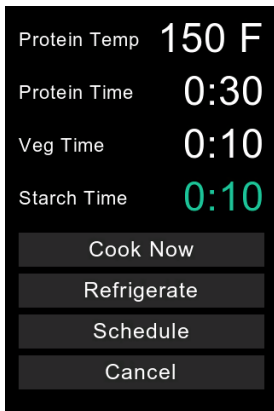 Protein Temp 150 F
Protein Time 0:30
Veg Time 0:10
Starch Time 0:10
Cook Now
Refrigerate
Schedule
Cancel